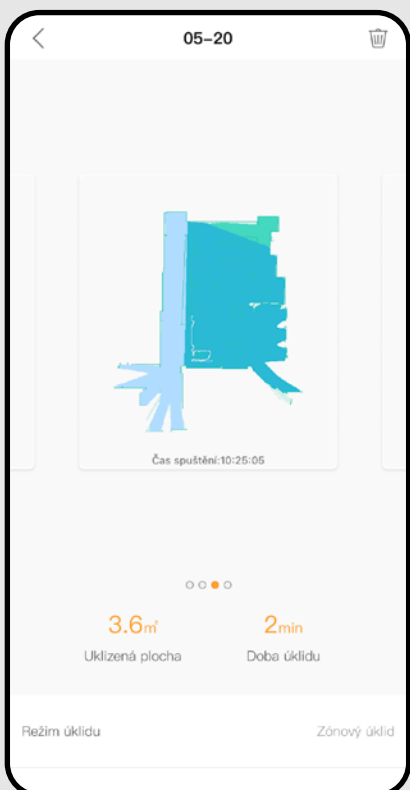 05-20
Čas spuštění:10:25:05
3.6㎡ 2min
Uklizená plocha Doba úklidu
Režim úklidu Zónový úklid